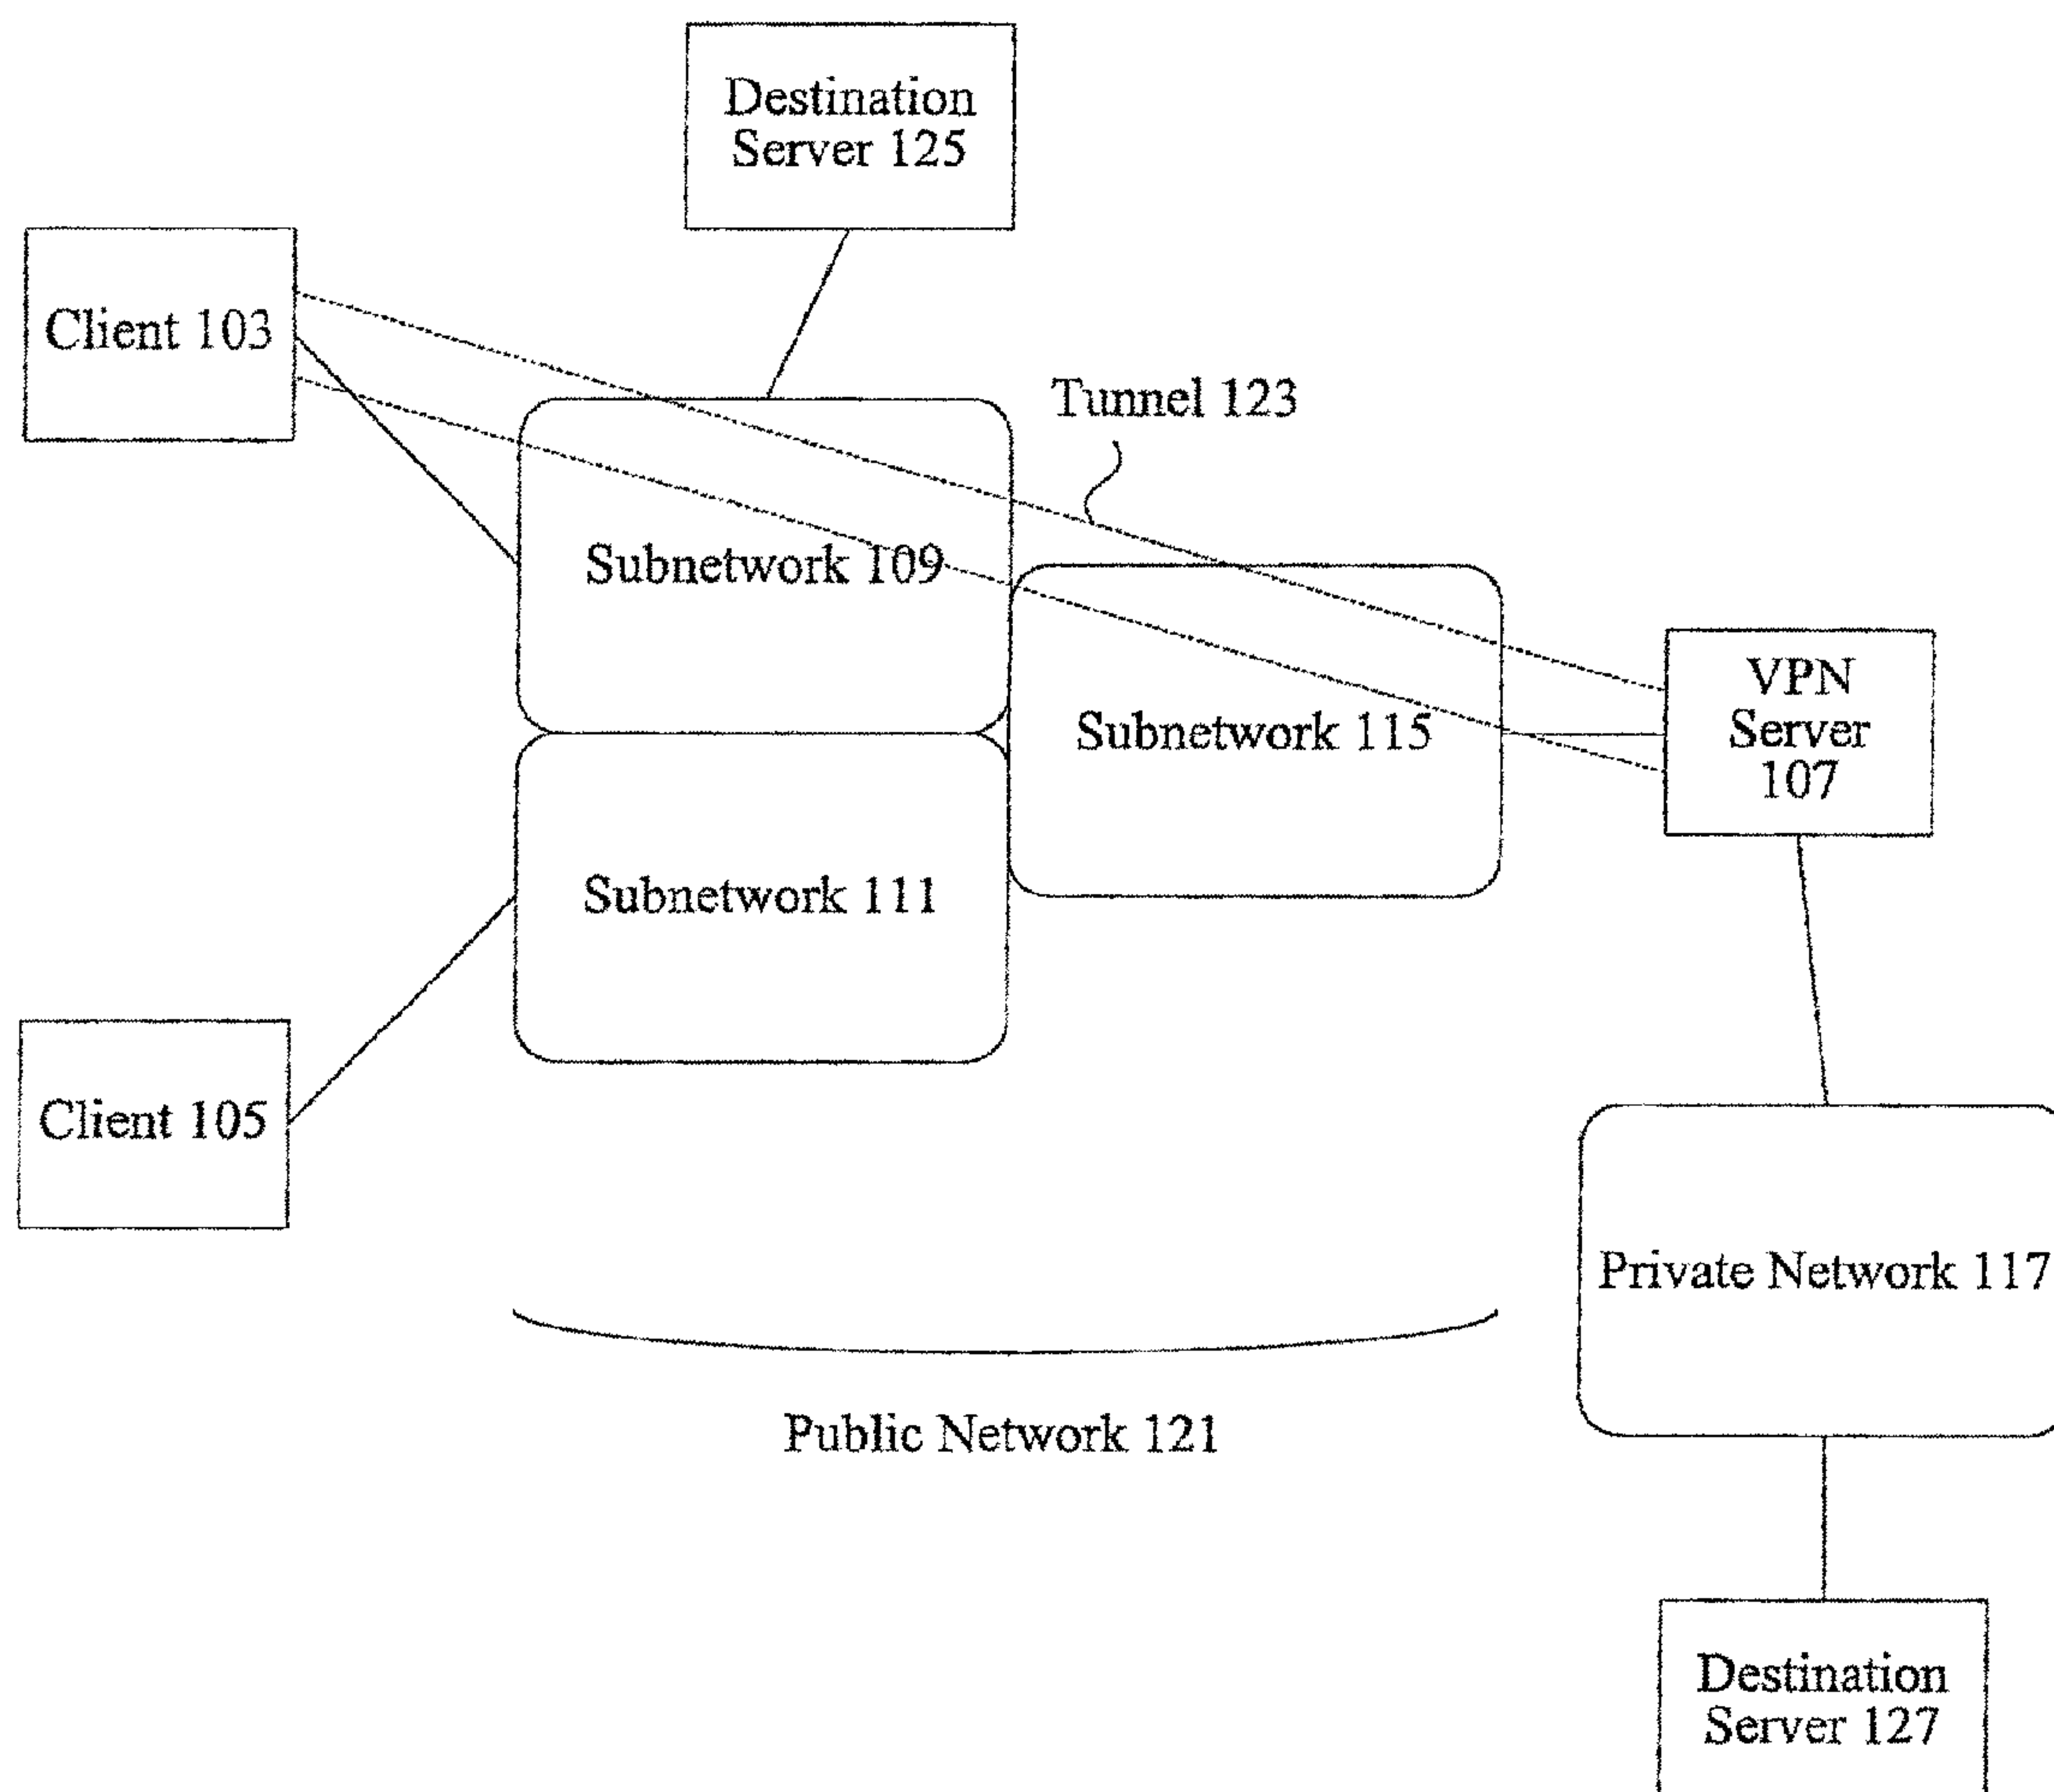 Destination
Server 125
Client 103
Tunnel 123
Subnetwork 109
VPN
Server
107
Subnetwork 115
Subnetwork 111
Client 105
Private Network 117
Public Network 121
Destination
Server 127